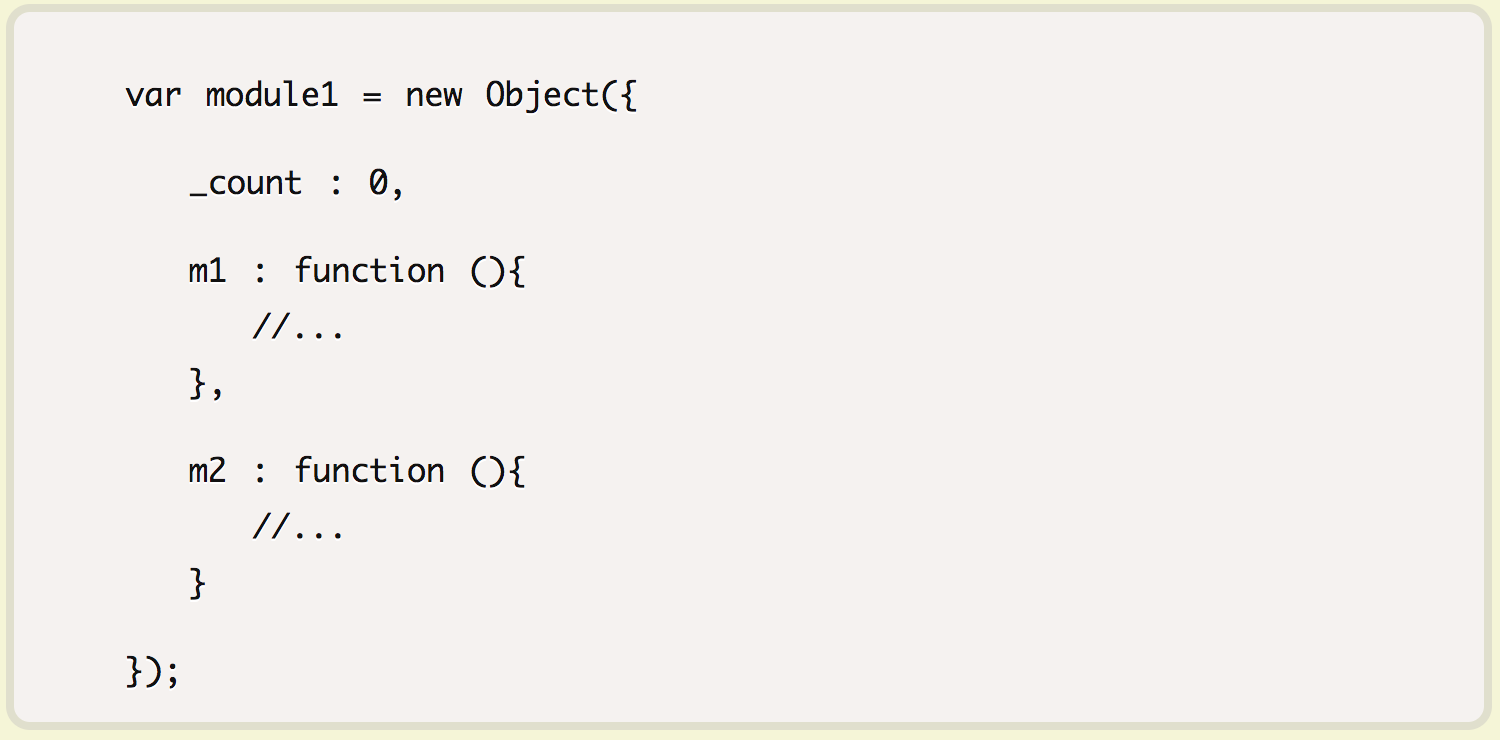 var module1 = new Object({
_count : 0,
m1 : function (){
//...
},
m2 : function (){
//...
}
});